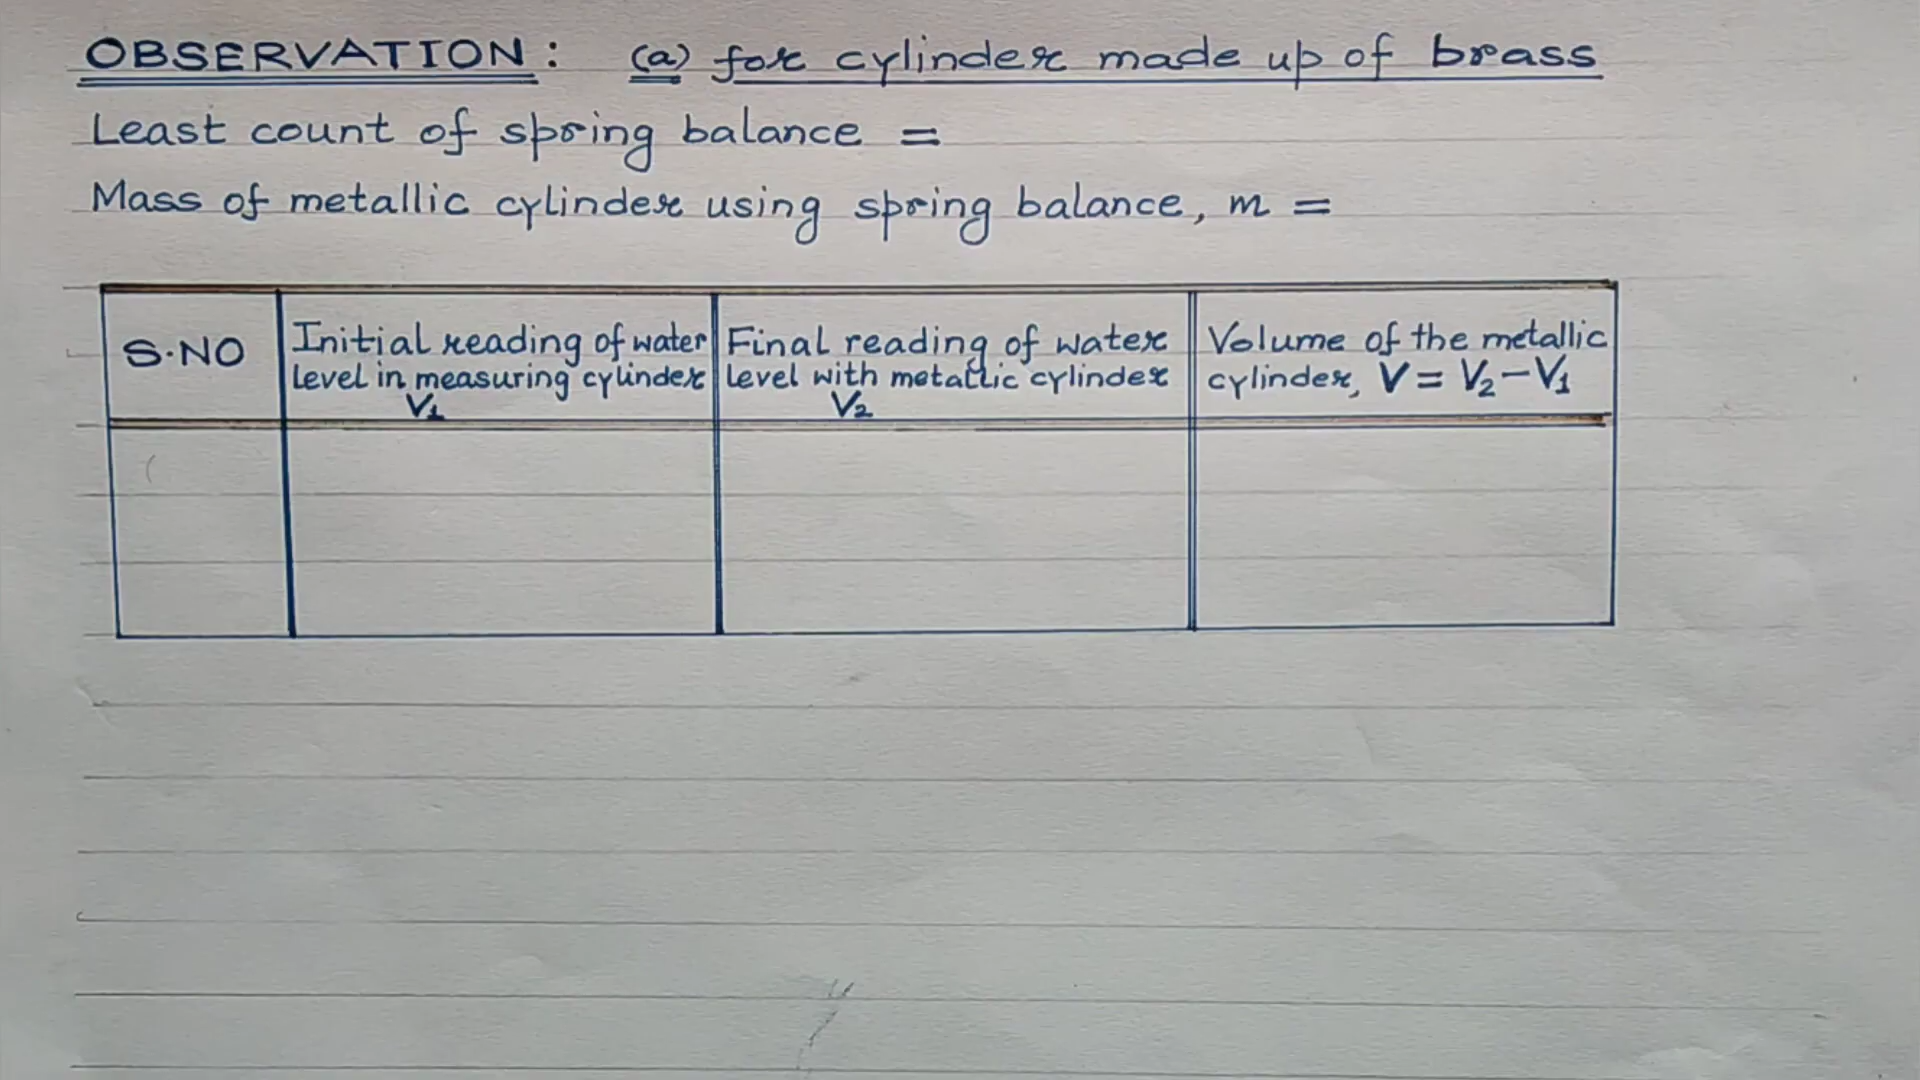 OBSERVATION: (a) for cylinder made up of brass
Least count of spring balance =
Mass of metallic cylinder using spring balance, m =
S.NO
Initial reading of water
level in measuring cylinder
V₁
Final reading of water
level with metallic cylinder
V₂
Volume of the metallic
cylinder, V = V₂-V₁